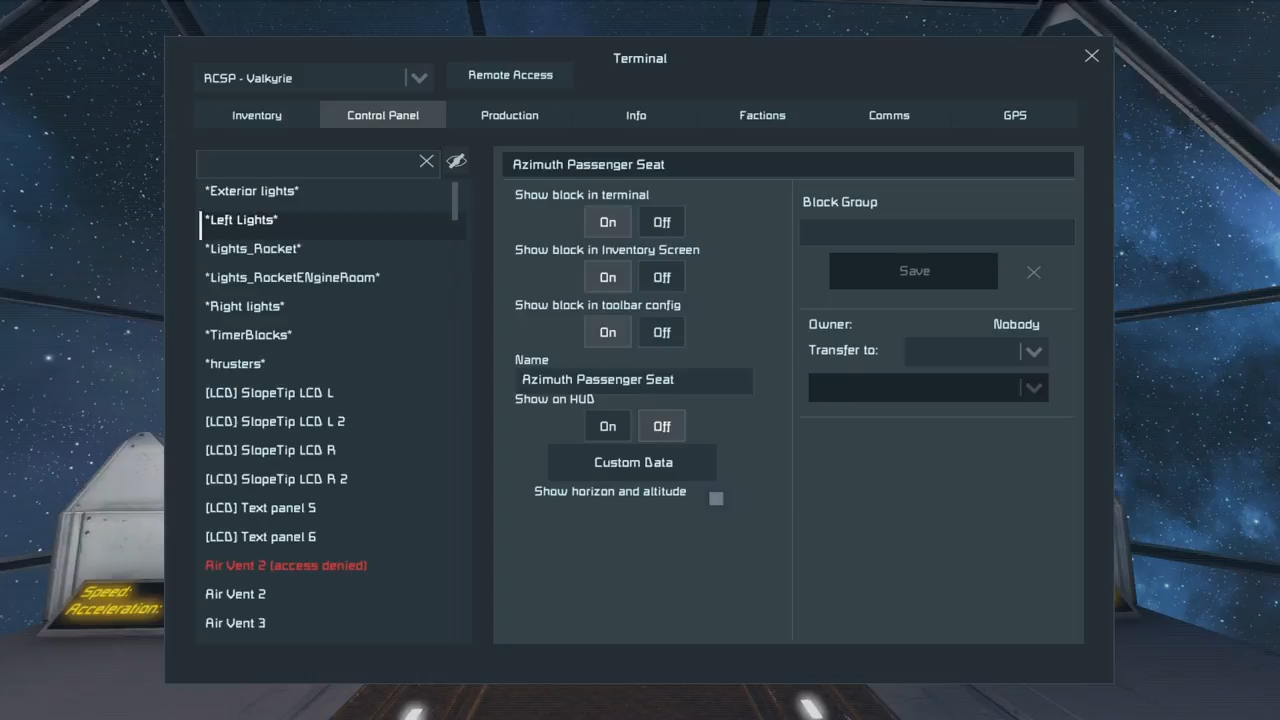 Terminal
RCSP - Valkyrie
Remote Access
Inventory
Control Panel
Production
Info
Factions
Comms
GPS
*Exterior lights*
*Left Lights*
*Lights_Rocket*
*Lights_RocketENgineRoom*
*Right lights*
*TimerBlocks*
*hrusters*
[LCD] SlopeTip LCD L
[LCD] SlopeTip LCD L 2
[LCD] SlopeTip LCD R
[LCD] SlopeTip LCD R 2
[LCD] Text panel 5
[LCD] Text panel 6
Air Vent 2 (access denied)
Air Vent 2
Air Vent 3
Azimuth Passenger Seat
Show block in terminal
On Off
Show block in Inventory Screen
On Off
Show block in toolbar config
On Off
Name
Azimuth Passenger Seat
Show on HUD
On Off
Custom Data
Show horizon and altitude
Block Group
Save
Owner: Nobody
Transfer to:
Speed:
Acceleration: